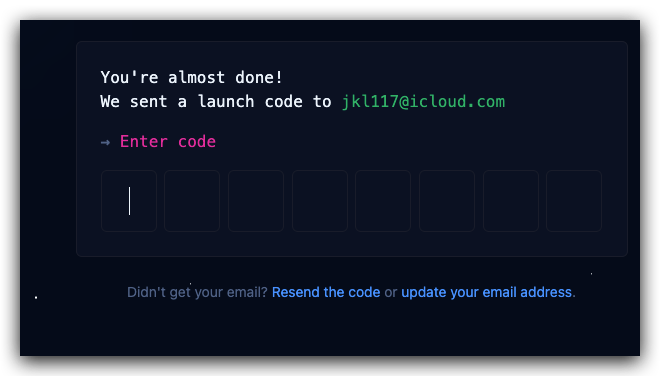 You're almost done!
We sent a launch code to jkl117@icloud.com
→ Enter code
Didn't get your email? Resend the code or update your email address.